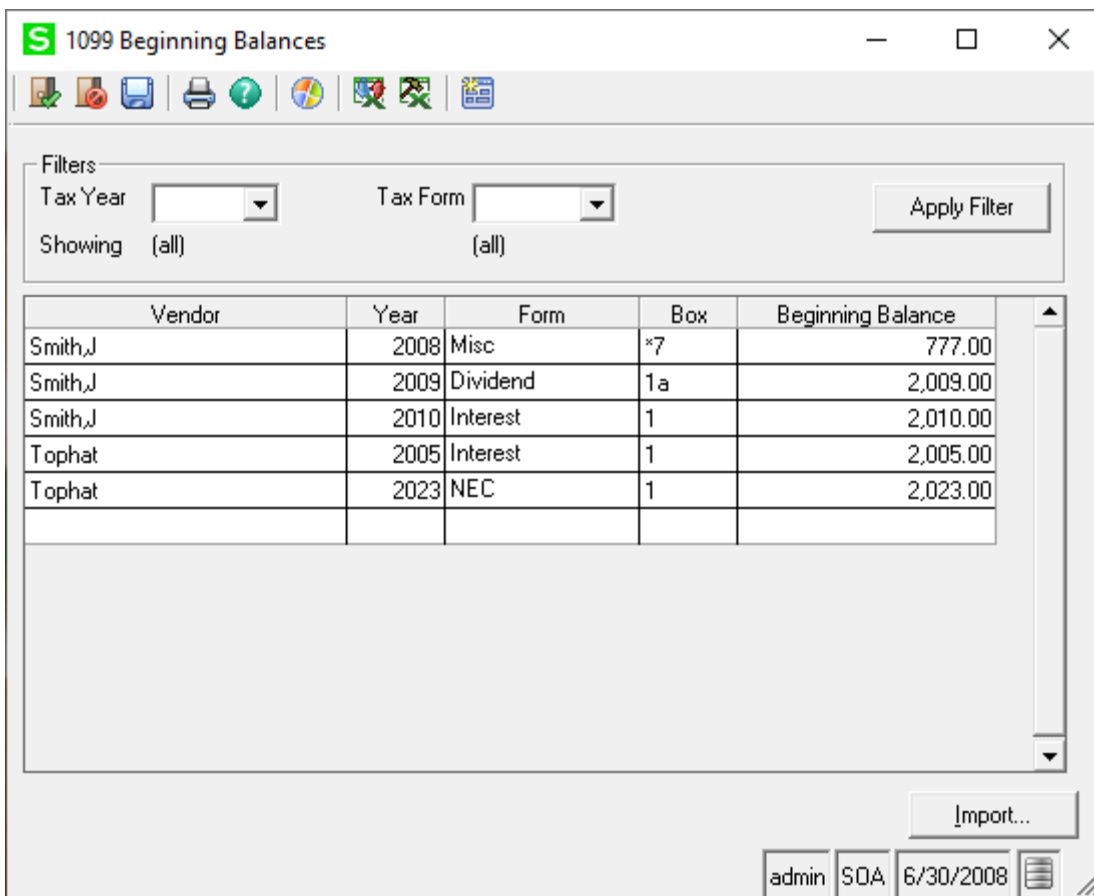 S 1099 Beginning Balances
Filters
Tax Year Tax Form Apply Filter
Showing (all) (all)
Vendor Year Form Box Beginning Balance
Smith,J 2008 Misc *7 777.00
Smith,J 2009 Dividend 1a 2,009.00
Smith,J 2010 Interest 1 2,010.00
Tophat 2005 Interest 1 2,005.00
Tophat 2023 NEC 1 2,023.00
Import...
admin SOA 6/30/2008